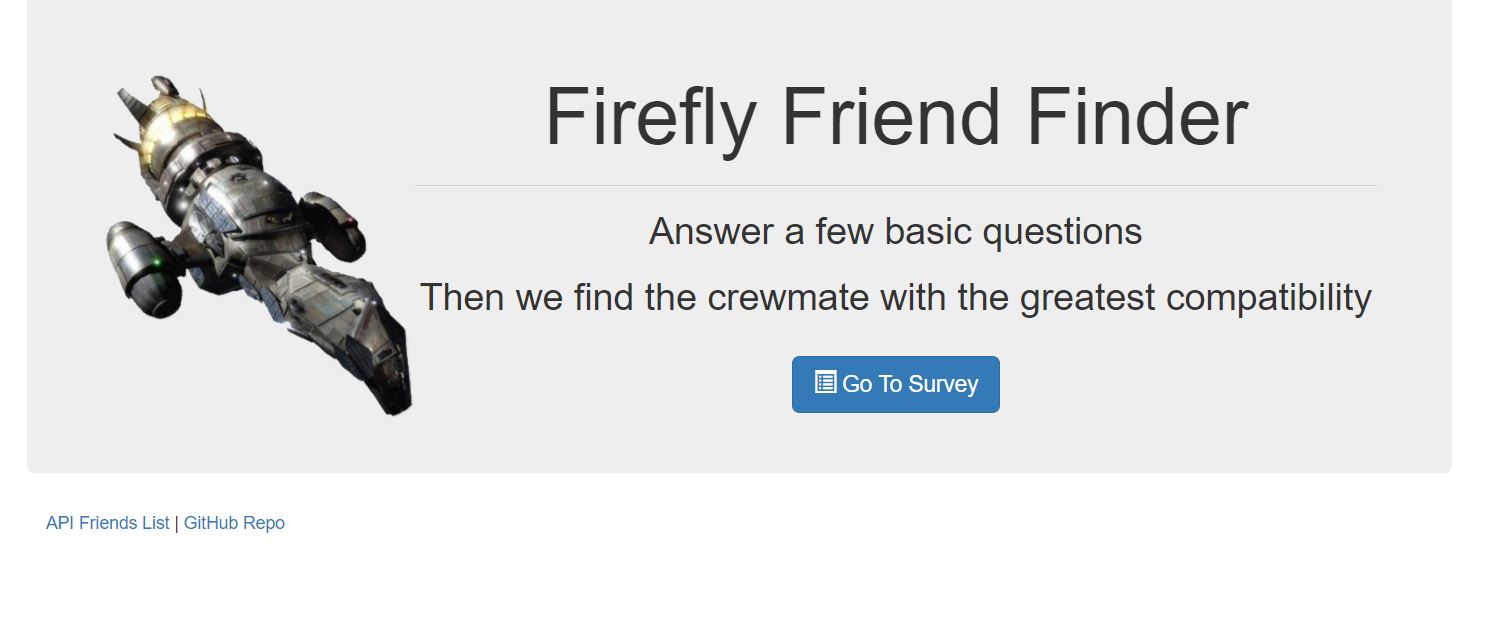 Firefly Friend Finder
Answer a few basic questions
Then we find the crewmate with the greatest compatibility
Go To Survey
API Friends List | GitHub Repo